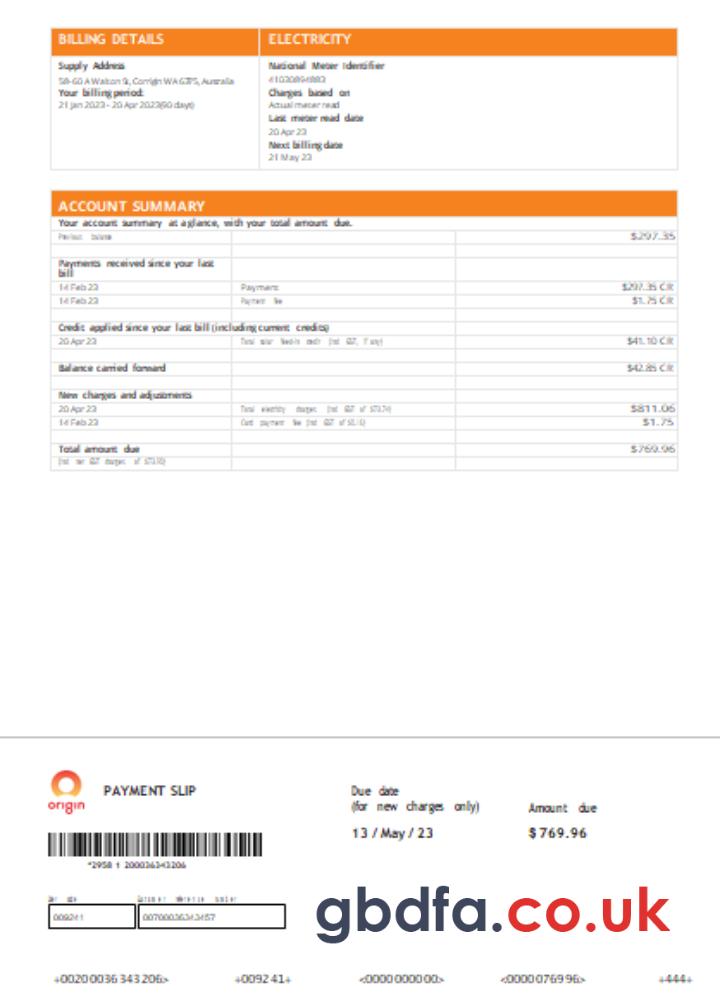 BILLING DETAILS
ELECTRICITY
Supply Address
58-60 A Walton St, Corrigin WA 6375, Australia
Your billing period:
21 Jan 2023 - 20 Apr 2023(90 days)
National Meter Identifier
41030894883
Charges based on
Actual meter read
Last meter read date
20 Apr 23
Next billing date
21 May 23
ACCOUNT SUMMARY
Your account summary at a glance, with your total amount due.
Previous balance $297.35
Payments received since your last
bill
14 Feb 23 Payment $297.35 CR
14 Feb 23 Payment fee $1.75 CR
Credit applied since your last bill (including current credits)
20 Apr 23 Total solar feed-in credit (incl GST, if any) $41.10 CR
Balance carried forward $42.85 CR
New charges and adjustments
20 Apr 23 Total electricity charges (incl GST of $73.74) $811.06
14 Feb 23 Card payment fee (incl GST of $0.16) $1.75
Total amount due $769.96
(incl net GST charges of $73.90)
origin
PAYMENT SLIP
Due date
(for new charges only)
13 / May / 23
Amount due
$769.96
*2958 † 200036343206
009241
00700036343457
gbdfa.co.uk
+00200036343206> +009241+ <0000000000> <0000076996> +444+